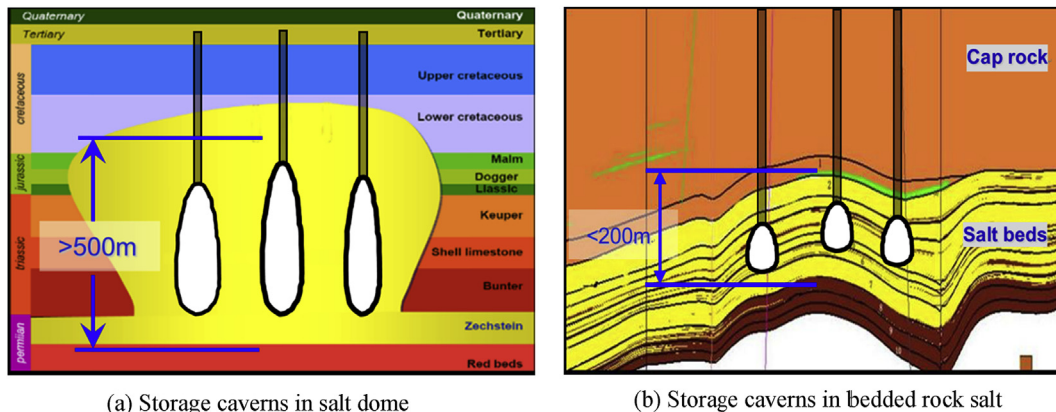 Quaternary
Quaternary
Tertiary
Tertiary
cretaceous
Upper cretaceous
Lower cretaceous
jurassic
Malm
Dogger
Liassic
triassic
Keuper
>500m
Shell limestone
Bunter
permian
Zechstein
Red beds
(a) Storage caverns in salt dome
Cap rock
<200m
Salt beds
(b) Storage caverns in bedded rock salt